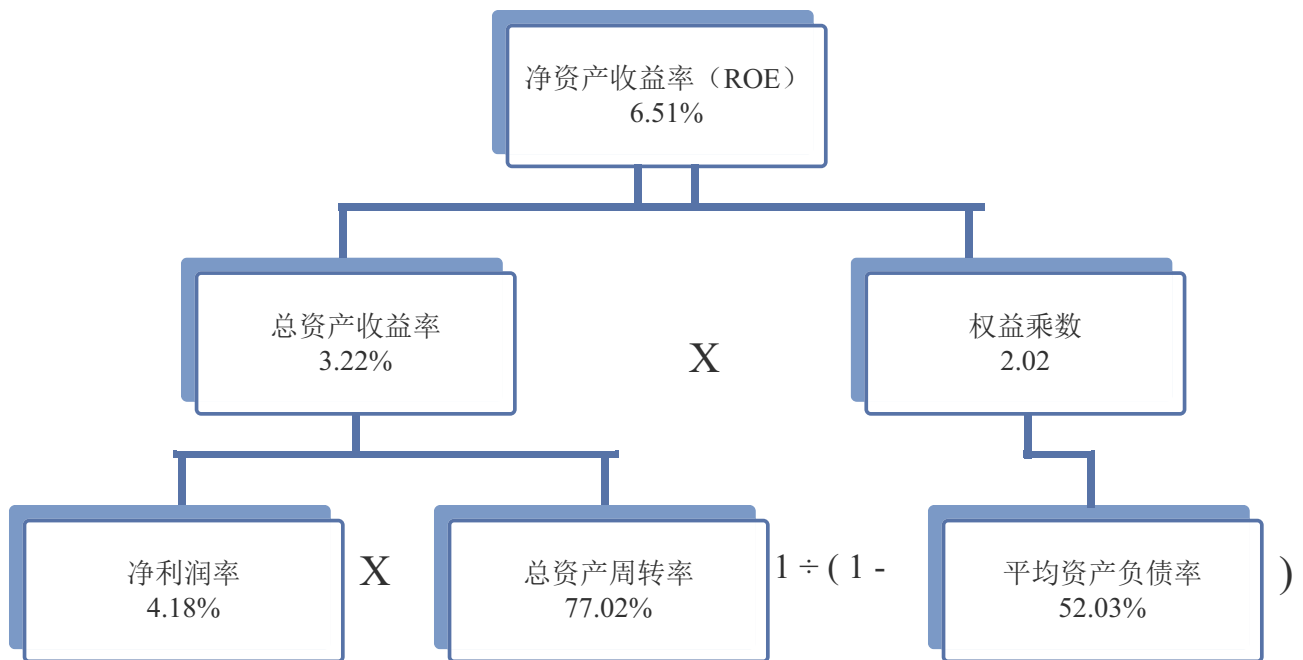 净资产收益率（ROE）
6.51%
总资产收益率
3.22%
X
权益乘数
2.02
净利润率
4.18%
X
总资产周转率
77.02%
1 ÷ ( 1 -
平均资产负债率
52.03%
)